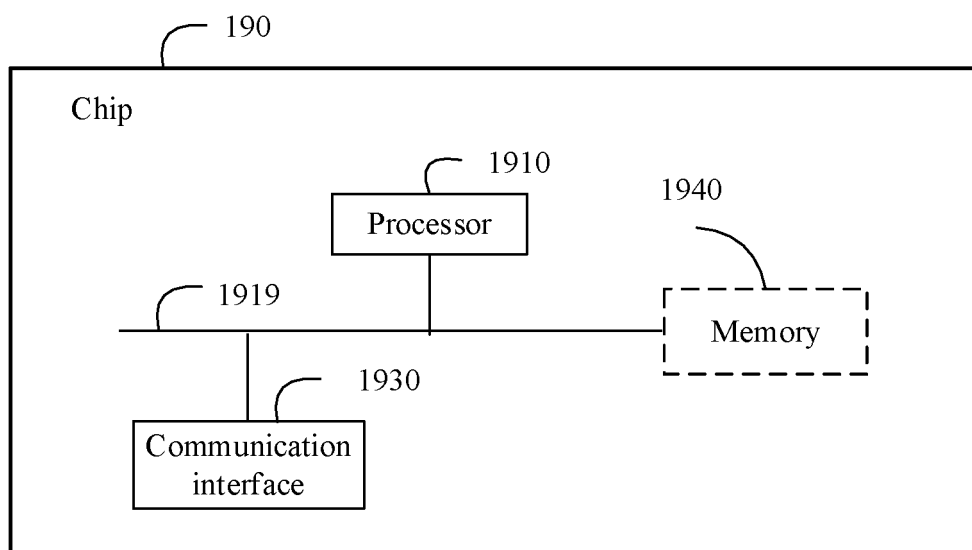 190
Chip
1910
Processor
1940
1919
Memory
1930
Communication
interface